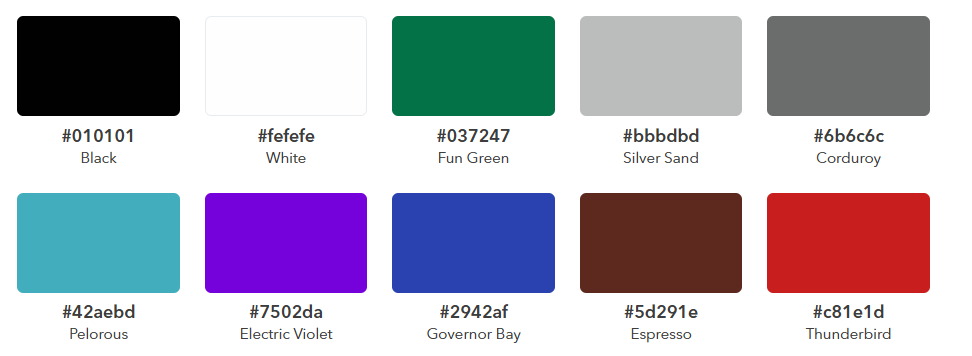 #010101 #fefefe #037247 #bbbdbd #6b6c6c
Black White Fun Green Silver Sand Corduroy
#42aebd #7502da #2942af #5d291e #c81e1d
Pelorous Electric Violet Governor Bay Espresso Thunderbird